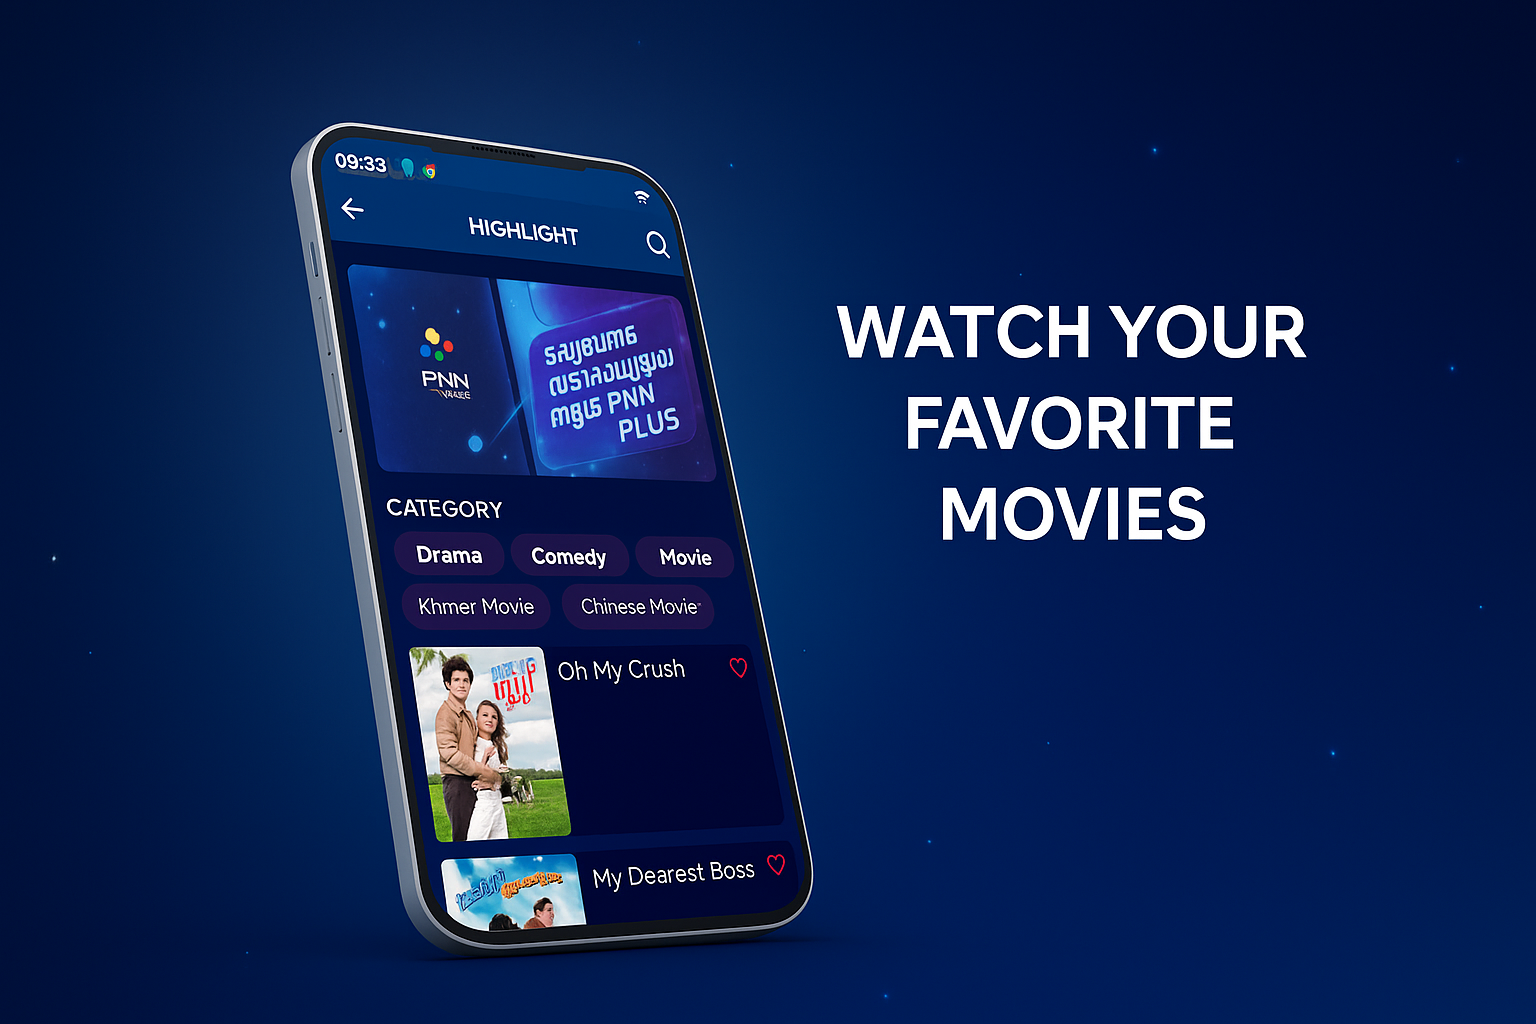 09:33
HIGHLIGHT
PNN
PNN
PLUS
CATEGORY
Drama
Comedy
Movie
Khmer Movie
Chinese Movie
Oh My Crush
My Dearest Boss
WATCH YOUR
FAVORITE
MOVIES